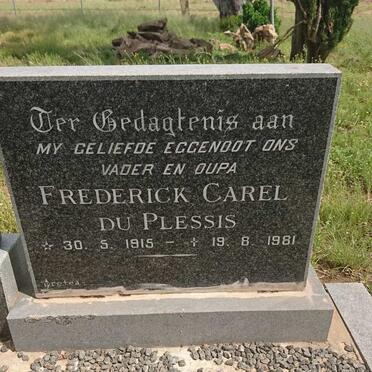 Ter Gedagtenis aan
MY GELIEFDE EGGENOOT ONS
VADER EN OUPA
FREDERICK CAREL
DU PLESSIS
☆ 30. 5. 1915 – ✝ 19. 8. 1981